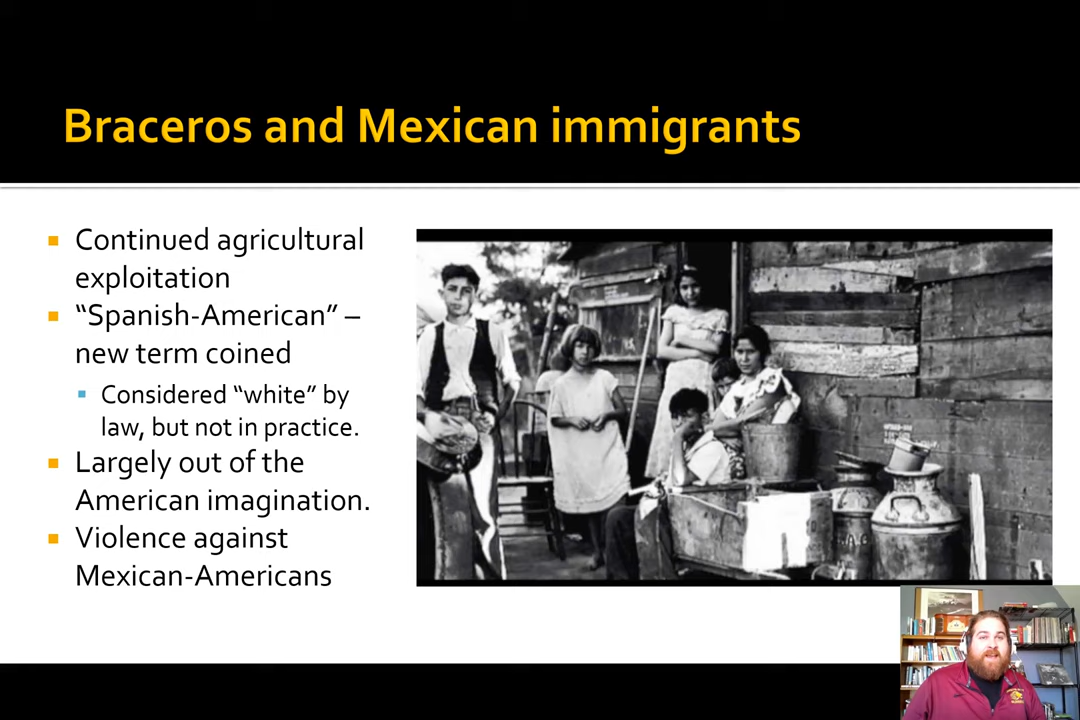 Braceros and Mexican immigrants
Continued agricultural
exploitation
“Spanish-American” –
new term coined
Considered “white” by
law, but not in practice.
Largely out of the
American imagination.
Violence against
Mexican-Americans